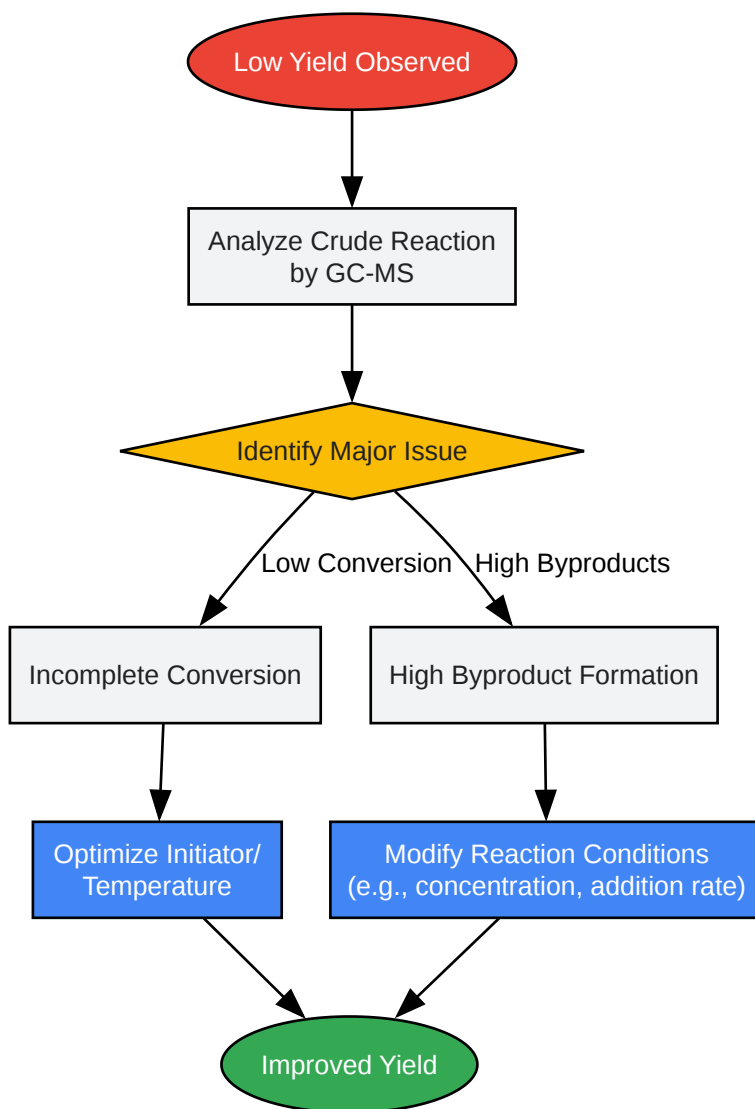 Low Yield Observed
Analyze Crude Reaction
by GC-MS
Identify Major Issue
Low Conversion
High Byproducts
Incomplete Conversion
High Byproduct Formation
Optimize Initiator/
Temperature
Modify Reaction Conditions
(e.g., concentration, addition rate)
Improved Yield